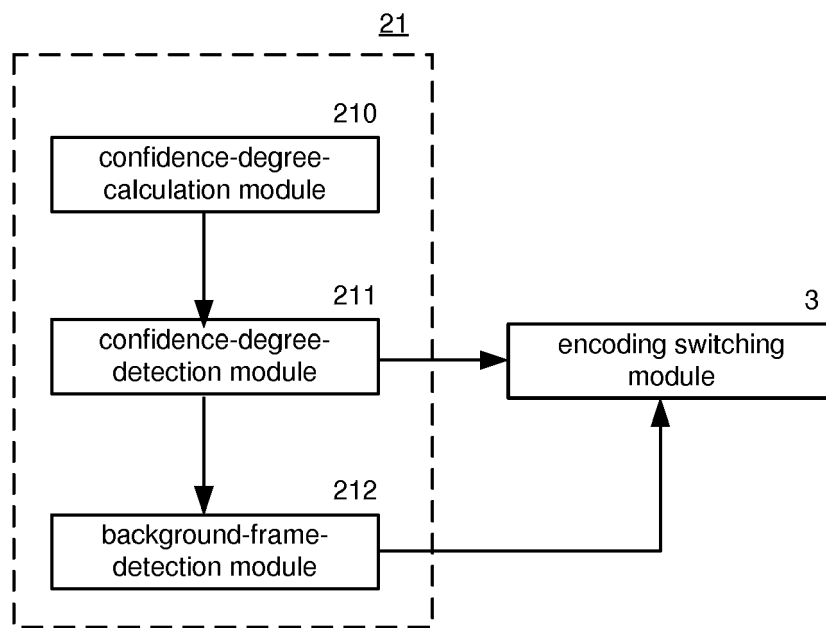 21
210
confidence-degree-
calculation module
211
confidence-degree-
detection module
3
encoding switching
module
212
background-frame-
detection module